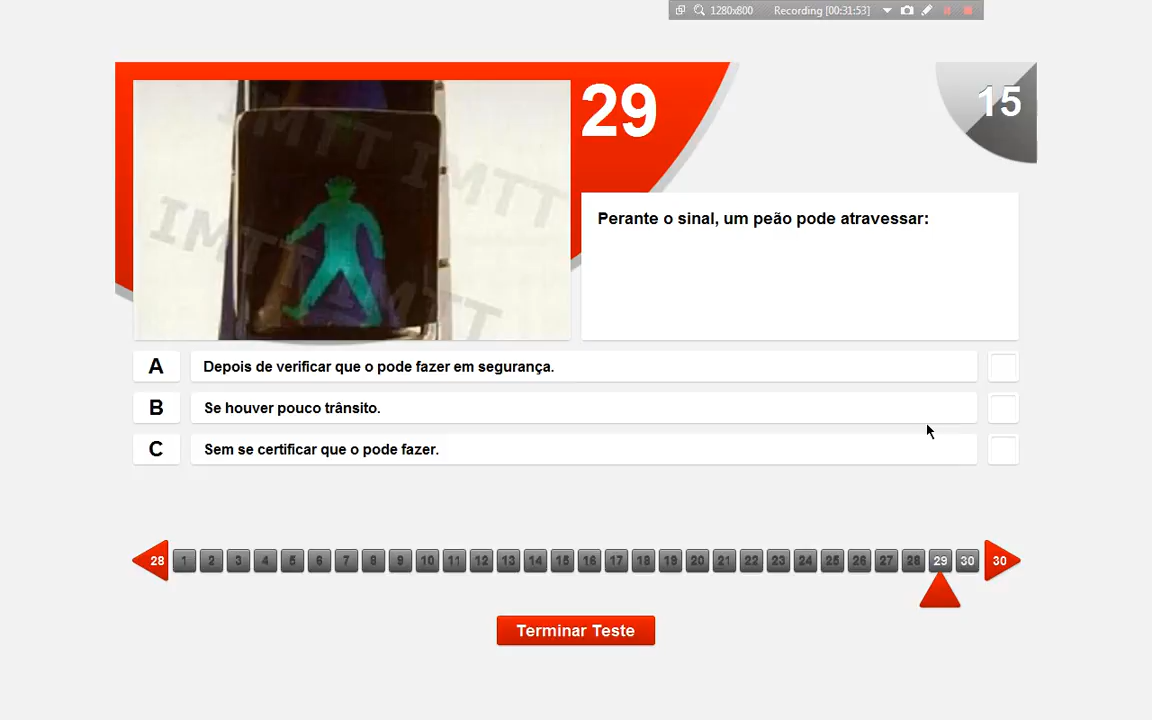 1280x800 Recording [00:31:53]
29
15
IMTT IMTT
IMTT IMTT
Perante o sinal, um peão pode atravessar:
A Depois de verificar que o pode fazer em segurança.
B Se houver pouco trânsito.
C Sem se certificar que o pode fazer.
28 1 2 3 4 5 6 7 8 9 10 11 12 13 14 15 16 17 18 19 20 21 22 23 24 25 26 27 28 29 30 30
Terminar Teste